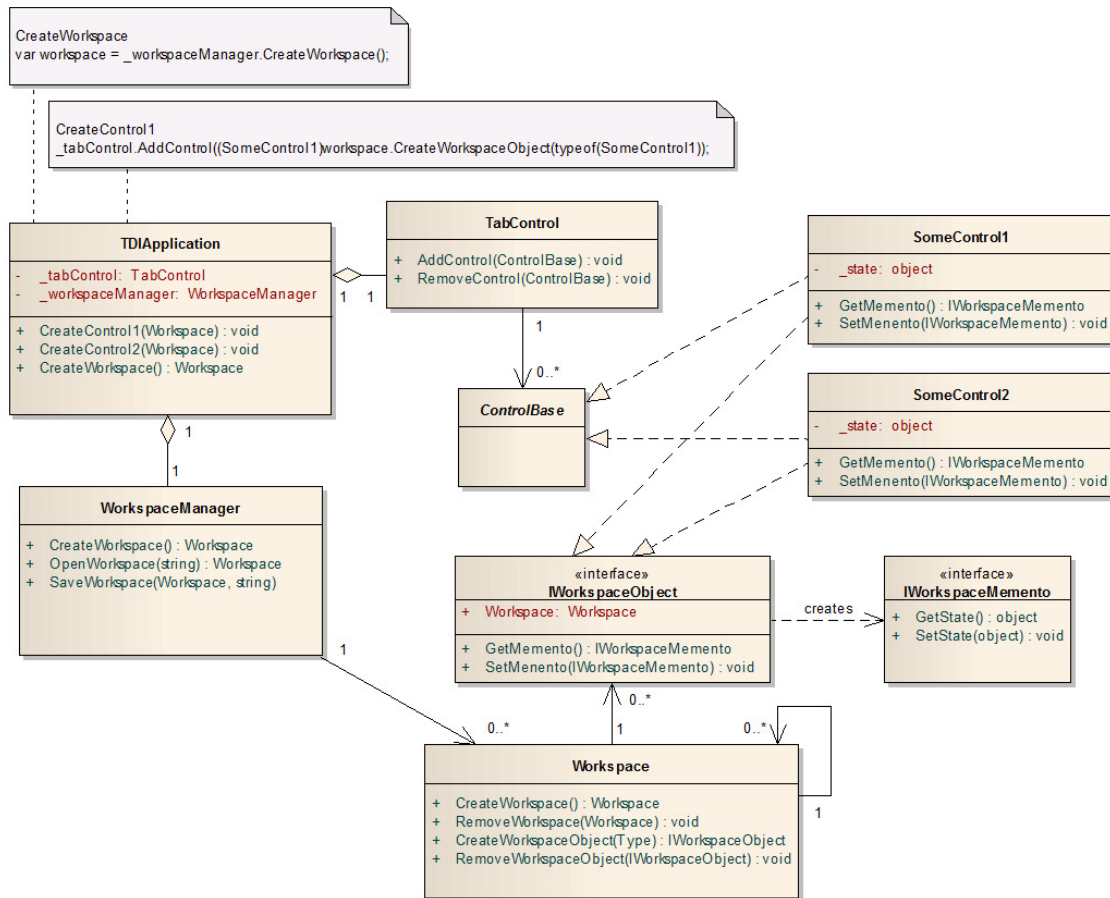 CreateWorkspace
var workspace = _workspaceManager.CreateWorkspace();
CreateControl1
_tabControl.AddControl((SomeControl1)workspace.CreateWorkspaceObject(typeof(SomeControl1));
TDIApplication
- _tabControl: TabControl
- _workspaceManager: WorkspaceManager
+ CreateControl1(Workspace) : void
+ CreateControl2(Workspace) : void
+ CreateWorkspace() : Workspace
1
1
TabControl
+ AddControl(ControlBase) : void
+ RemoveControl(ControlBase) : void
1
0..*
ControlBase
SomeControl1
- _state: object
+ GetMemento() : IWorkspaceMemento
+ SetMenento(IWorkspaceMemento) : void
SomeControl2
- _state: object
+ GetMemento() : IWorkspaceMemento
+ SetMenento(IWorkspaceMemento) : void
1
1
WorkspaceManager
+ CreateWorkspace() : Workspace
+ OpenWorkspace(string) : Workspace
+ SaveWorkspace(Workspace, string)
1
0..*
«interface»
IWorkspaceObject
+ Workspace: Workspace
+ GetMemento() : IWorkspaceMemento
+ SetMenento(IWorkspaceMemento) : void
creates
«interface»
IWorkspaceMemento
+ GetState() : object
+ SetState(object) : void
0..*
1
0..*
1
Workspace
+ CreateWorkspace() : Workspace
+ RemoveWorkspace(Workspace) : void
+ CreateWorkspaceObject(Type) : IWorkspaceObject
+ RemoveWorkspaceObject(IWorkspaceObject) : void